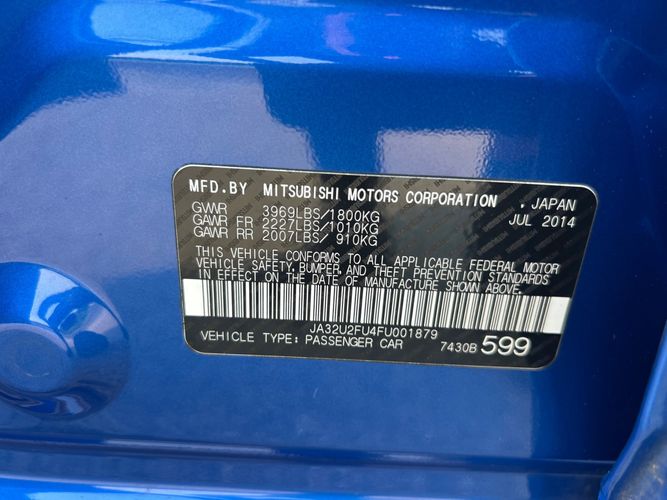 MFD.BY MITSUBISHI MOTORS CORPORATION , JAPAN
GVWR 3969LBS/1800KG JUL 2014
GAWR FR 2227LBS/1010KG
GAWR RR 2007LBS/ 910KG
THIS VEHICLE CONFORMS TO ALL APPLICABLE FEDERAL MOTOR
VEHICLE SAFETY, BUMPER, AND THEFT PREVENTION STANDARDS
IN EFFECT ON THE DATE OF MANUFACTURE SHOWN ABOVE.
JA32U2FU4FU001879
VEHICLE TYPE: PASSENGER CAR 7430B 599